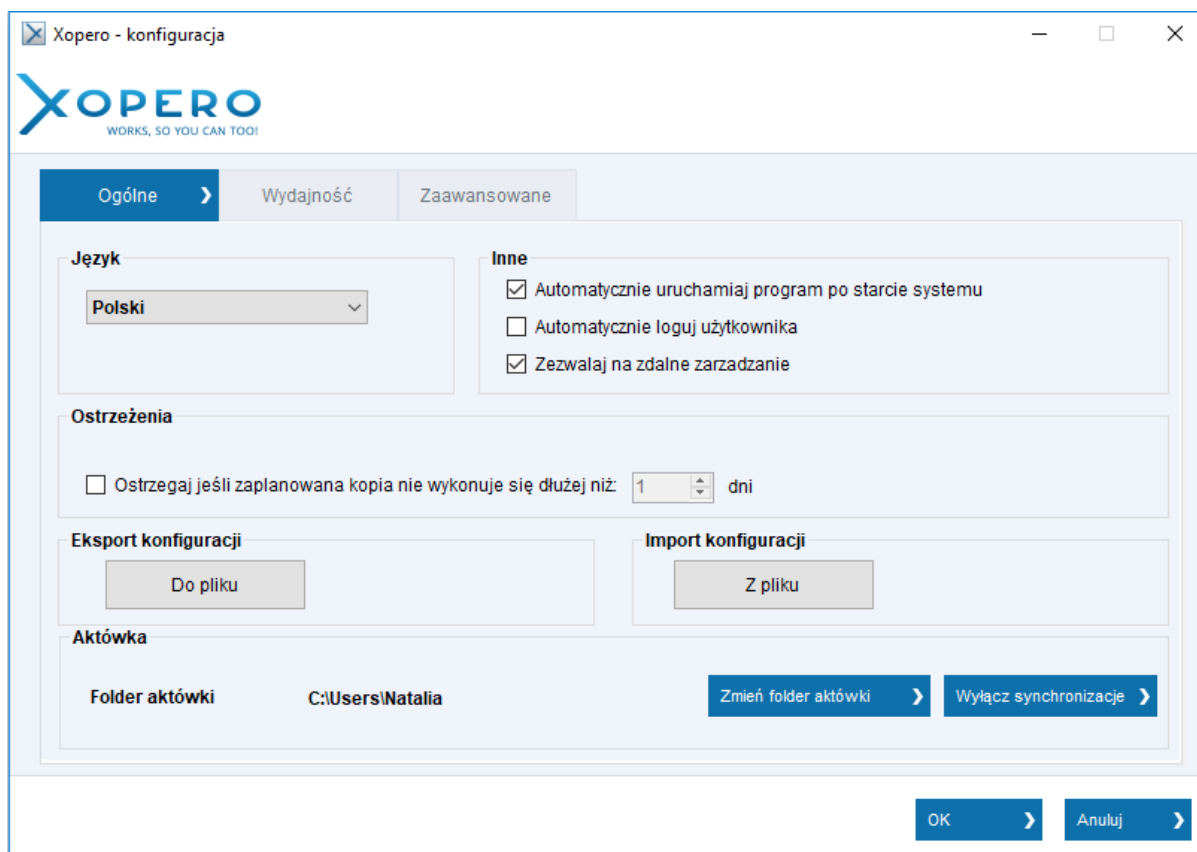 Xopero - konfiguracja
XOPERO
WORKS, SO YOU CAN TOO!
Ogólne
Wydajność
Zaawansowane
Język
Polski
Inne
Automatycznie uruchamiaj program po starcie systemu
Automatycznie loguj użytkownika
Zezwalaj na zdalne zarzadzanie
Ostrzeżenia
Ostrzegaj jeśli zaplanowana kopia nie wykonuje się dłużej niż: 1 dni
Eksport konfiguracji
Do pliku
Import konfiguracji
Z pliku
Aktówka
Folder aktówki C:\Users\Natalia
Zmień folder aktówki
Wyłącz synchronizacje
OK
Anuluj